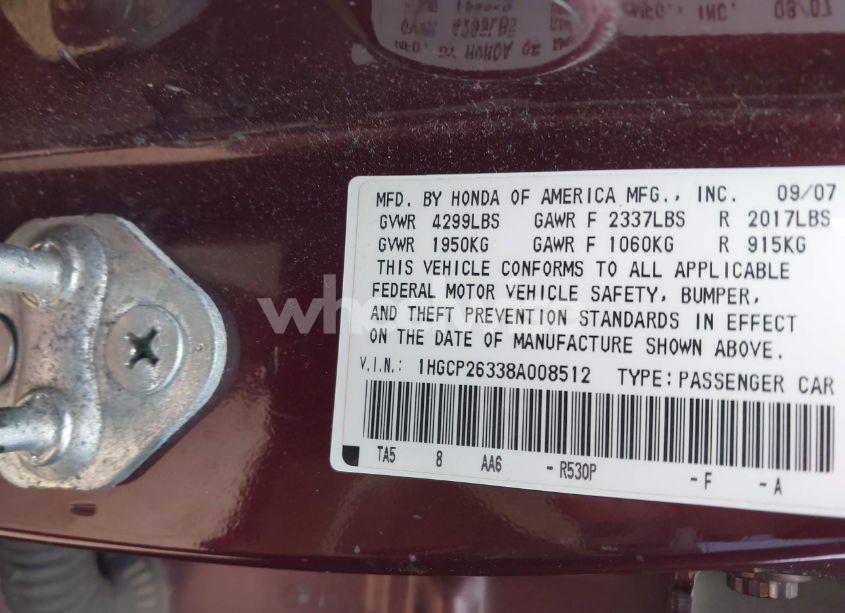 MFD. BY HONDA OF AMERICA MFG., INC. 09/07
GVWR 4299LBS GAWR F 2337LBS R 2017LBS
GVWR 1950KG GAWR F 1060KG R 915KG
THIS VEHICLE CONFORMS TO ALL APPLICABLE
FEDERAL MOTOR VEHICLE SAFETY, BUMPER,
AND THEFT PREVENTION STANDARDS IN EFFECT
ON THE DATE OF MANUFACTURE SHOWN ABOVE.
V.I.N.: 1HGCP26338A008512 TYPE: PASSENGER CAR
TA5 8 AA6 -R530P -F -A